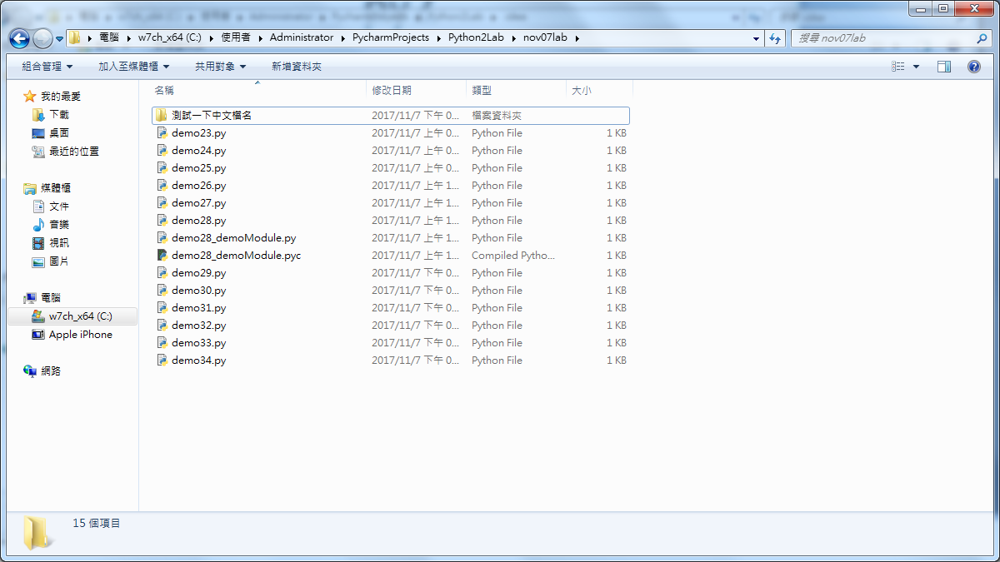 電腦 ▸ w7ch_x64 (C:) ▸ 使用者 ▸ Administrator ▸ PycharmProjects ▸ Python2Lab ▸ nov07lab ▸
搜尋 nov07lab
組合管理 加入至媒體櫃 共用對象 新增資料夾
我的最愛
下載
桌面
最近的位置
媒體櫃
文件
音樂
視訊
圖片
電腦
w7ch_x64 (C:)
Apple iPhone
網路
名稱 修改日期 類型 大小
測試一下中文檔名 2017/11/7 下午 0... 檔案資料夾
demo23.py 2017/11/7 上午 0... Python File 1 KB
demo24.py 2017/11/7 上午 0... Python File 1 KB
demo25.py 2017/11/7 上午 0... Python File 1 KB
demo26.py 2017/11/7 上午 1... Python File 1 KB
demo27.py 2017/11/7 上午 1... Python File 1 KB
demo28.py 2017/11/7 上午 1... Python File 1 KB
demo28_demoModule.py 2017/11/7 上午 1... Python File 1 KB
demo28_demoModule.pyc 2017/11/7 上午 1... Compiled Pytho... 1 KB
demo29.py 2017/11/7 下午 0... Python File 1 KB
demo30.py 2017/11/7 下午 0... Python File 1 KB
demo31.py 2017/11/7 下午 0... Python File 1 KB
demo32.py 2017/11/7 下午 0... Python File 1 KB
demo33.py 2017/11/7 下午 0... Python File 1 KB
demo34.py 2017/11/7 下午 0... Python File 1 KB
15 個項目